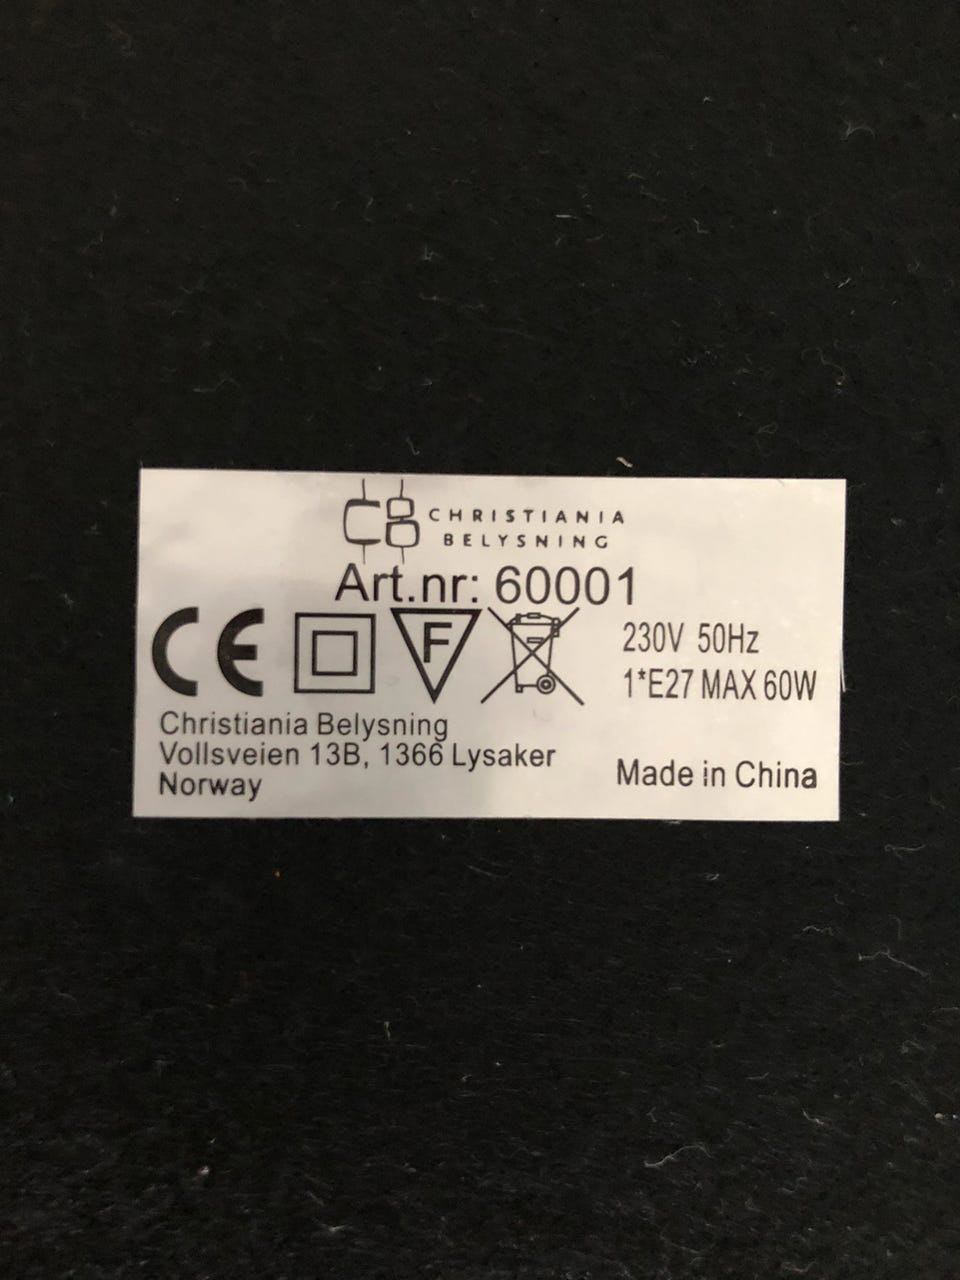 CB CHRISTIANIA
BELYSNING
Art.nr: 60001
CE F
230V 50Hz
1*E27 MAX 60W
Christiania Belysning
Vollsveien 13B, 1366 Lysaker
Norway
Made in China